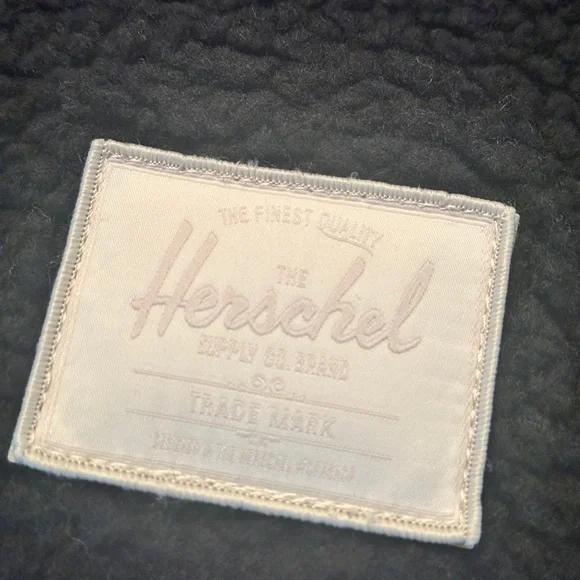 THE FINEST QUALITY
THE
Herschel
SUPPLY CO. BRAND
TRADE MARK